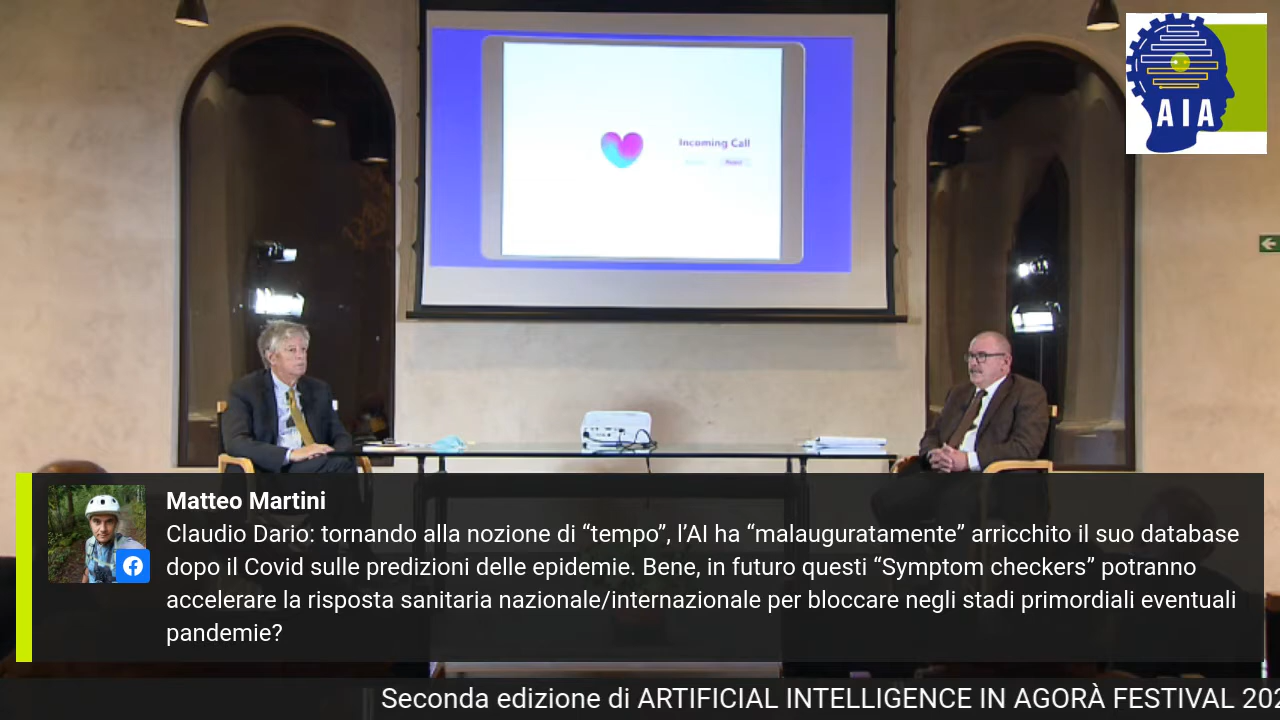 Incoming Call
Reject
AIA
Matteo Martini
Claudio Dario: tornando alla nozione di “tempo”, l’AI ha “malauguratamente” arricchito il suo database
dopo il Covid sulle predizioni delle epidemie. Bene, in futuro questi “Symptom checkers” potranno
accelerare la risposta sanitaria nazionale/internazionale per bloccare negli stadi primordiali eventuali
pandemie?
Seconda edizione di ARTIFICIAL INTELLIGENCE IN AGORÀ FESTIVAL 202